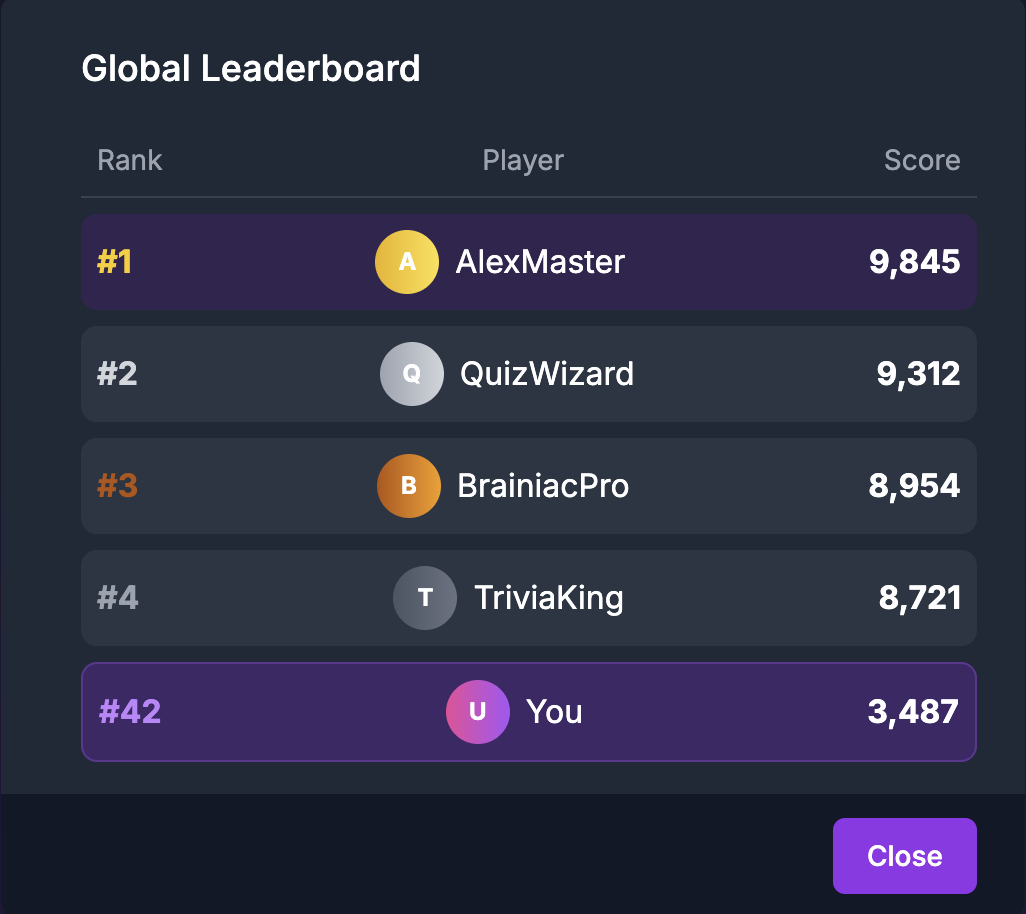 Global Leaderboard
Rank Player Score
#1 A AlexMaster 9,845
#2 Q QuizWizard 9,312
#3 B BrainiacPro 8,954
#4 T TriviaKing 8,721
#42 U You 3,487
Close